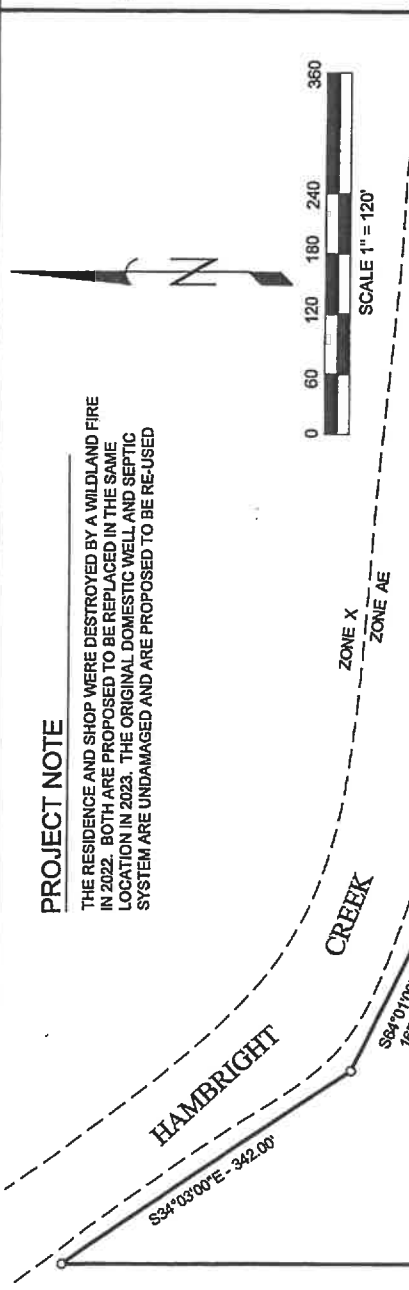 PROJECT NOTE
THE RESIDENCE AND SHOP WERE DESTROYED BY A WILDLAND FIRE
IN 2022. BOTH ARE PROPOSED TO BE REPLACED IN THE SAME
LOCATION IN 2023. THE ORIGINAL DOMESTIC WELL AND SEPTIC
SYSTEM ARE UNDAMAGED AND ARE PROPOSED TO BE RE-USED
N
0 60 120 180 240 360
SCALE 1" = 120'
ZONE X
ZONE AE
HAMBRIGHT
CREEK
S34°03'00"E - 342.00'